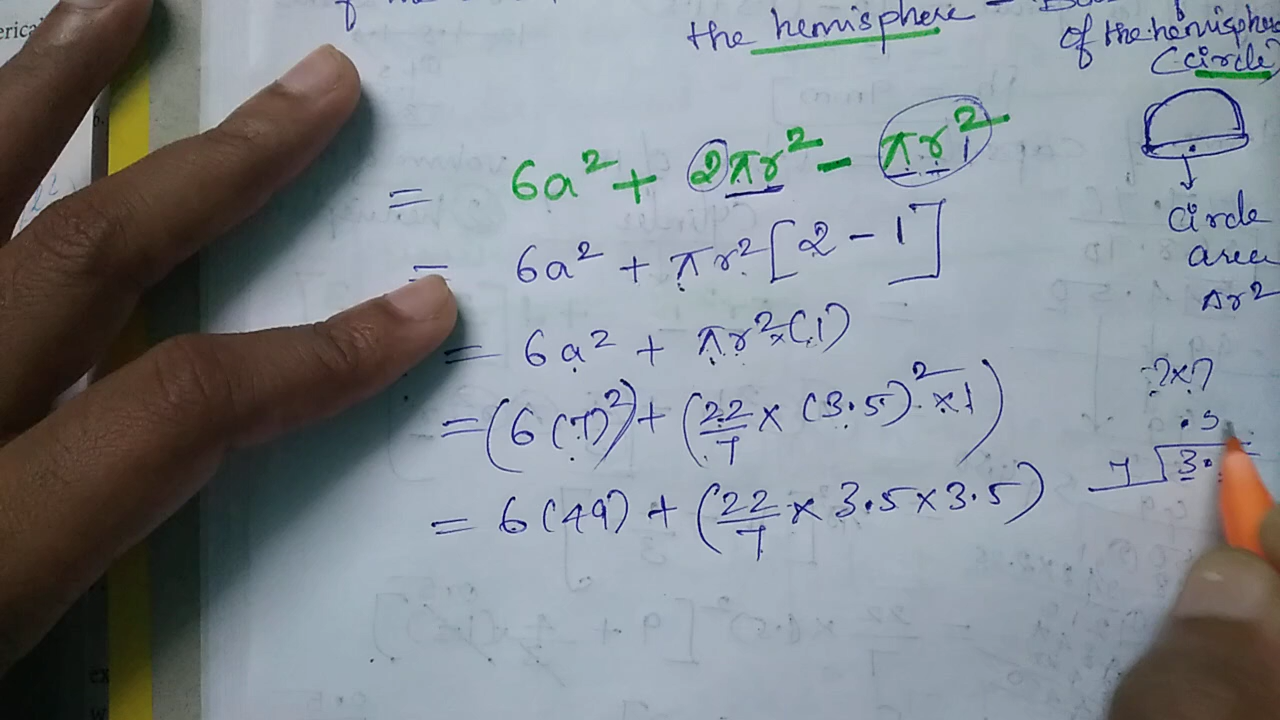 the hemisphere -
of the hemisphere
(circle)
= 6a² + 2πr² - πr²
= 6a² + πr² [2 - 1]
circle
area
πr²
= 6a² + πr² × (1)
= (6(7)²) + (22/7 × (3.5)² × 1)
7×7
.5
7 3.
= 6(49) + (22/7 × 3.5 × 3.5)